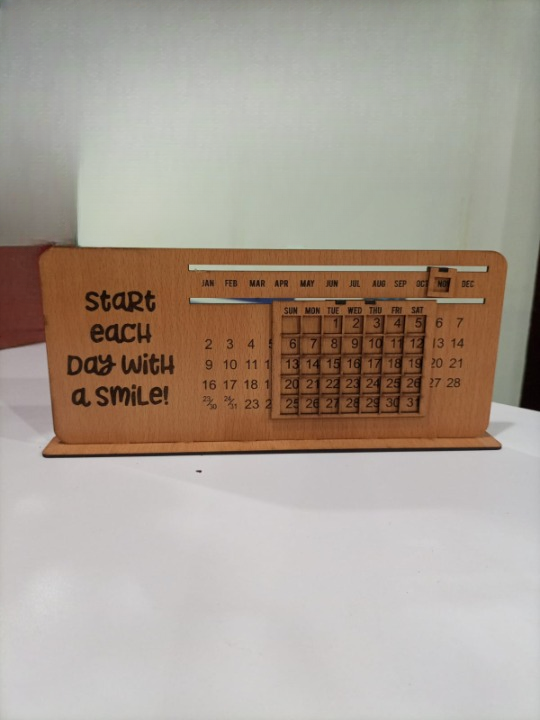 Start
each
Day with
a smile!
JAN FEB MAR APR MAY JUN JUL AUG SEP OC NO DEC
SUN MON TUE WED THU FRI SAT
1 2 3 4 5 6 7
2 3 4 6 7 8 9 10 11 12 13 14
9 10 11 13 14 15 16 17 18 19 20 21
16 17 18 1 20 21 22 23 24 25 26 27 28
23/30 24/31 23 2 25 26 27 28 29 30 31